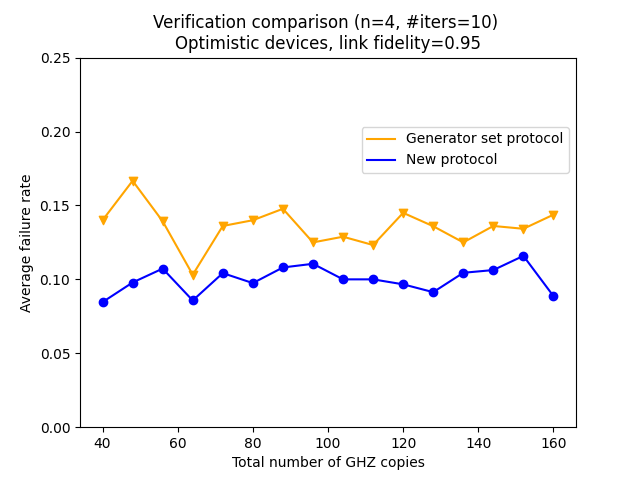 Verification comparison (n=4, #iters=10)
Optimistic devices, link fidelity=0.95
0.25
0.20
0.15
0.10
0.05
0.00
Average failure rate
Generator set protocol
New protocol
40 60 80 100 120 140 160
Total number of GHZ copies